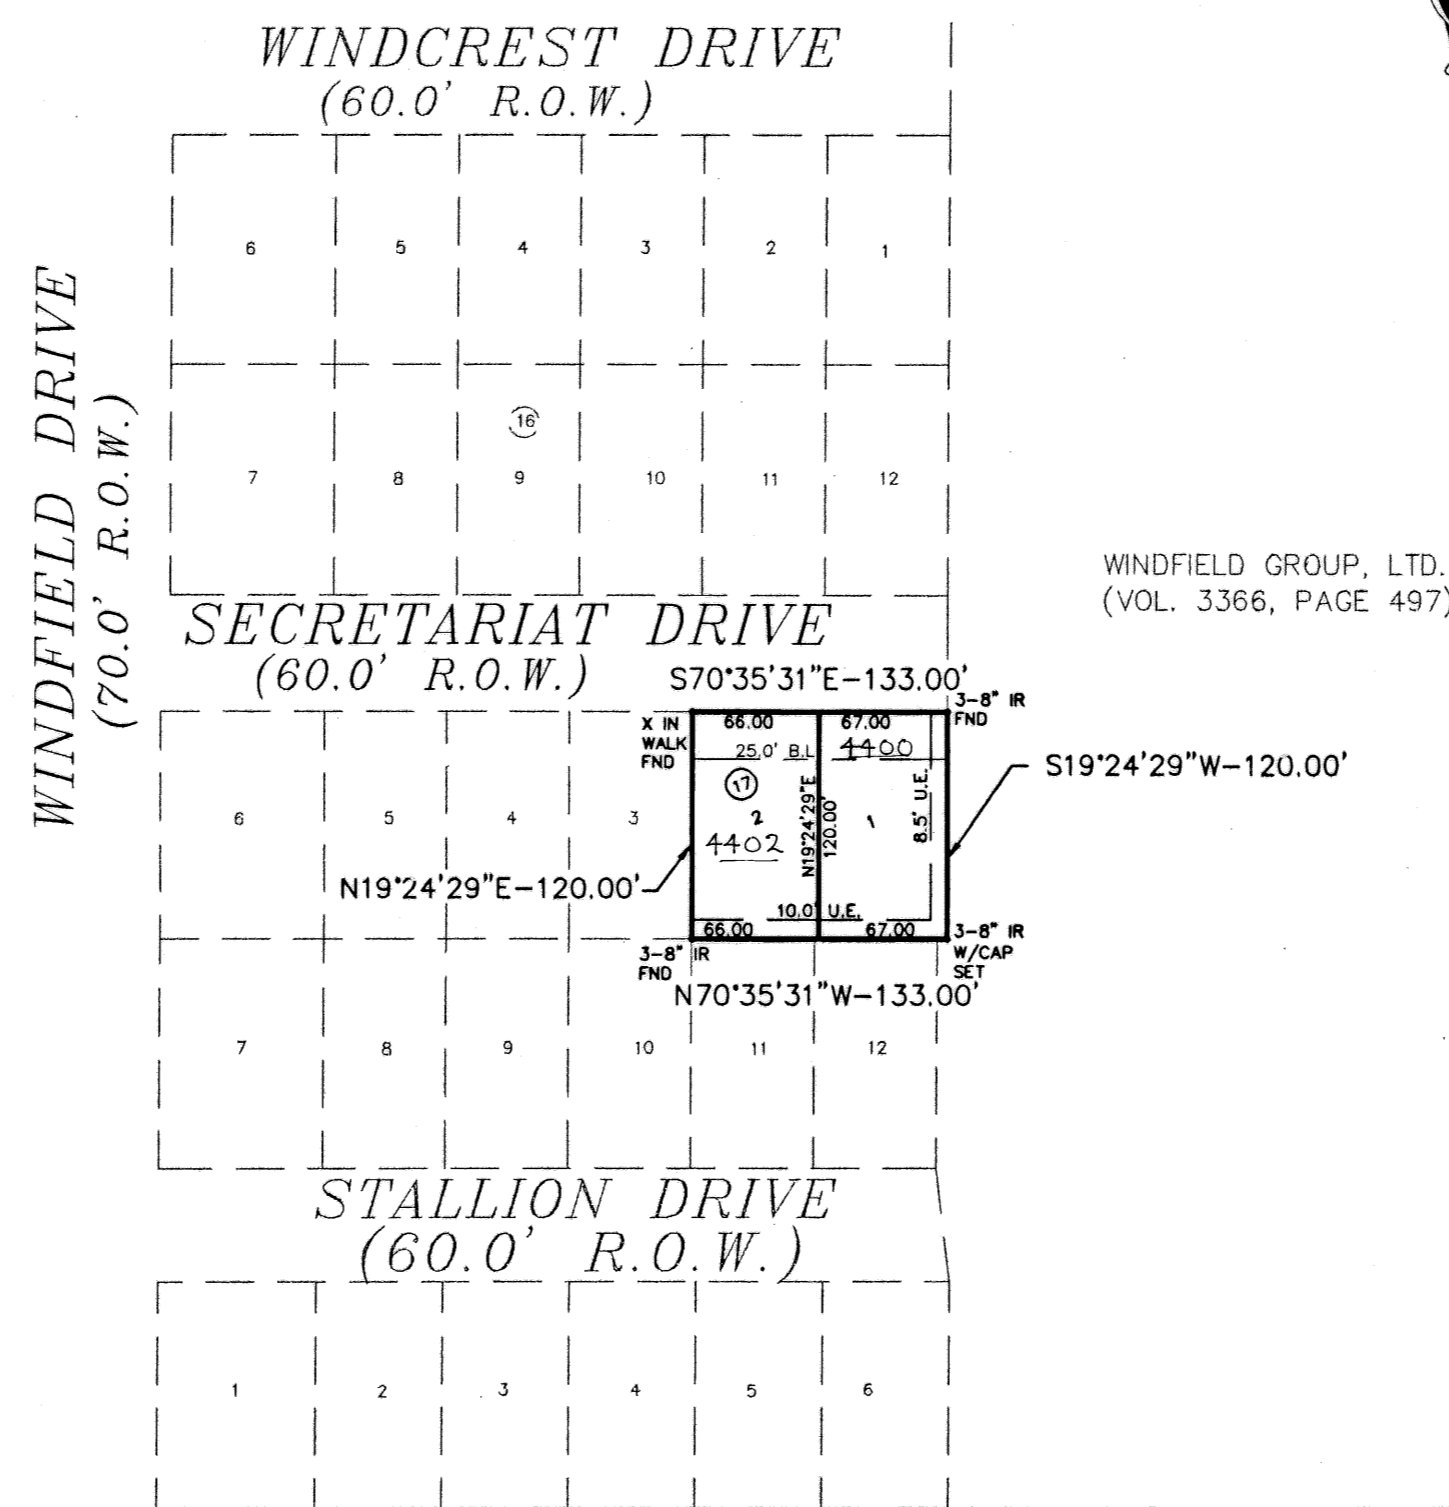 WINDCREST DRIVE
(60.0' R.O.W.)
WINDFIELD DRIVE
(70.0' R.O.W.)
6 5 4 3 2 1
16
7 8 9 10 11 12
WINDFIELD GROUP, LTD.
(VOL. 3366, PAGE 497)
SECRETARIAT DRIVE
(60.0' R.O.W.)
S70°35'31"E-133.00'
3-8" IR
FND
X IN
WALK
FND
66.00 67.00
25.0' B.L
4400
S19°24'29"W-120.00'
17
N19°24'29"E
120.00'
8.5' U.E.
6 5 4 3 2 1
4402
N19°24'29"E-120.00'
10.0' U.E.
66.00 67.00
3-8" IR
FND
3-8" IR
W/CAP
SET
N70°35'31"W-133.00'
7 8 9 10 11 12
STALLION DRIVE
(60.0' R.O.W.)
1 2 3 4 5 6